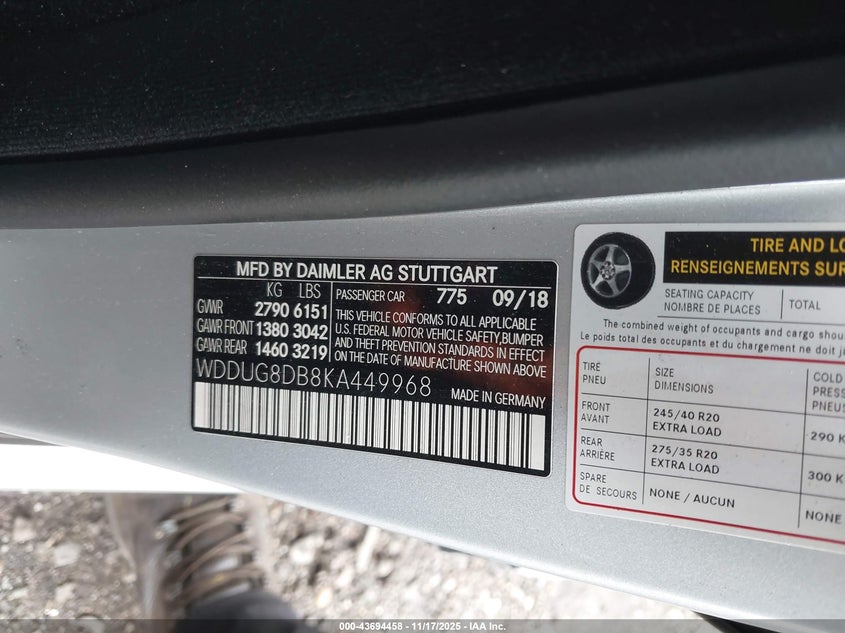 MFD BY DAIMLER AG STUTTGART
KG LBS
GVWR 2790 6151
GAWR FRONT 1380 3042
GAWR REAR 1460 3219
PASSENGER CAR 775 09/18
THIS VEHICLE CONFORMS TO ALL APPLICABLE
U.S. FEDERAL MOTOR VEHICLE SAFETY, BUMPER
AND THEFT PREVENTION STANDARDS IN EFFECT
ON THE DATE OF MANUFACTURE SHOWN ABOVE
WDDUG8DB8KA449968 MADE IN GERMANY
TIRE AND LO
RENSEIGNEMENTS SUR
SEATING CAPACITY
NOMBRE DE PLACES
TOTAL
The combined weight of occupants and cargo shou
Le poids total des occupants et du chargement ne doit j
TIRE
PNEU
SIZE
DIMENSIONS
COLD
PRESS
PNEUS
FRONT
AVANT
245/40 R20
EXTRA LOAD
290 K
REAR
ARRIÈRE
275/35 R20
EXTRA LOAD
300 K
SPARE
DE SECOURS
NONE / AUCUN
NONE
000-43694458 - 11/17/2025 - IAA Inc.